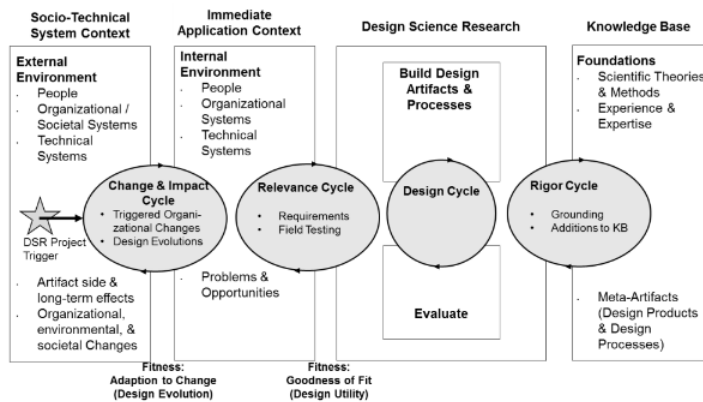 Socio-Technical
System Context
Immediate
Application Context
Design Science Research
Knowledge Base
External
Environment
· People
· Organizational /
Societal Systems
· Technical
Systems
Internal
Environment
· People
· Organizational
Systems
· Technical
Systems
Build Design
Artifacts &
Processes
Foundations
· Scientific Theories
& Methods
· Experience &
Expertise
DSR Project
Trigger
Change & Impact
Cycle
• Triggered Organi-
zational Changes
• Design Evolutions
Relevance Cycle
• Requirements
• Field Testing
Design Cycle
Rigor Cycle
• Grounding
• Additions to KB
· Artifact side &
long-term effects
· Organizational,
environmental, &
societal Changes
· Problems &
Opportunities
Evaluate
· Meta-Artifacts
(Design Products
& Design
Processes)
Fitness:
Adaption to Change
(Design Evolution)
Fitness:
Goodness of Fit
(Design Utility)